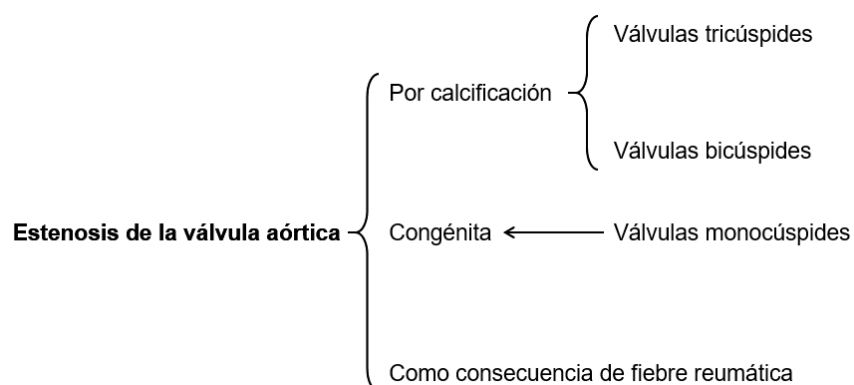 Válvulas tricúspides
Por calcificación
Válvulas bicúspides
Estenosis de la válvula aórtica
Congénita
Válvulas monocúspides
Como consecuencia de fiebre reumática